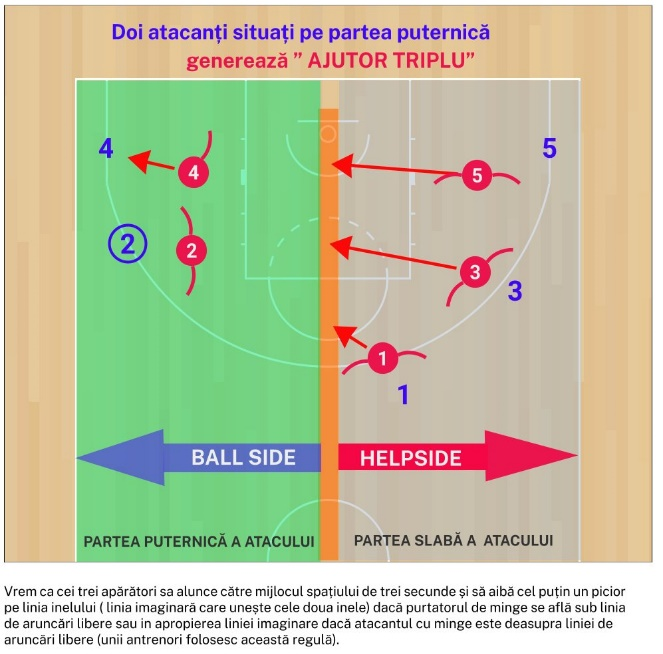 Doi atacanți situați pe partea puternică
generează ” AJUTOR TRIPLU”
4
5
4
5
2
2
3
3
1
1
BALL SIDE
HELPSIDE
PARTEA PUTERNICĂ A ATACULUI
PARTEA SLABĂ A ATACULUI
Vrem ca cei trei apărători sa alunce către mijlocul spațiului de trei secunde și să aibă cel puțin un picior
pe linia inelului ( linia imaginară care unește cele doua inele) dacă purtatorul de minge se află sub linia
de aruncări libere sau in apropierea liniei imaginare dacă atacantul cu minge este deasupra liniei de
aruncări libere (unii antrenori folosesc această regulă).